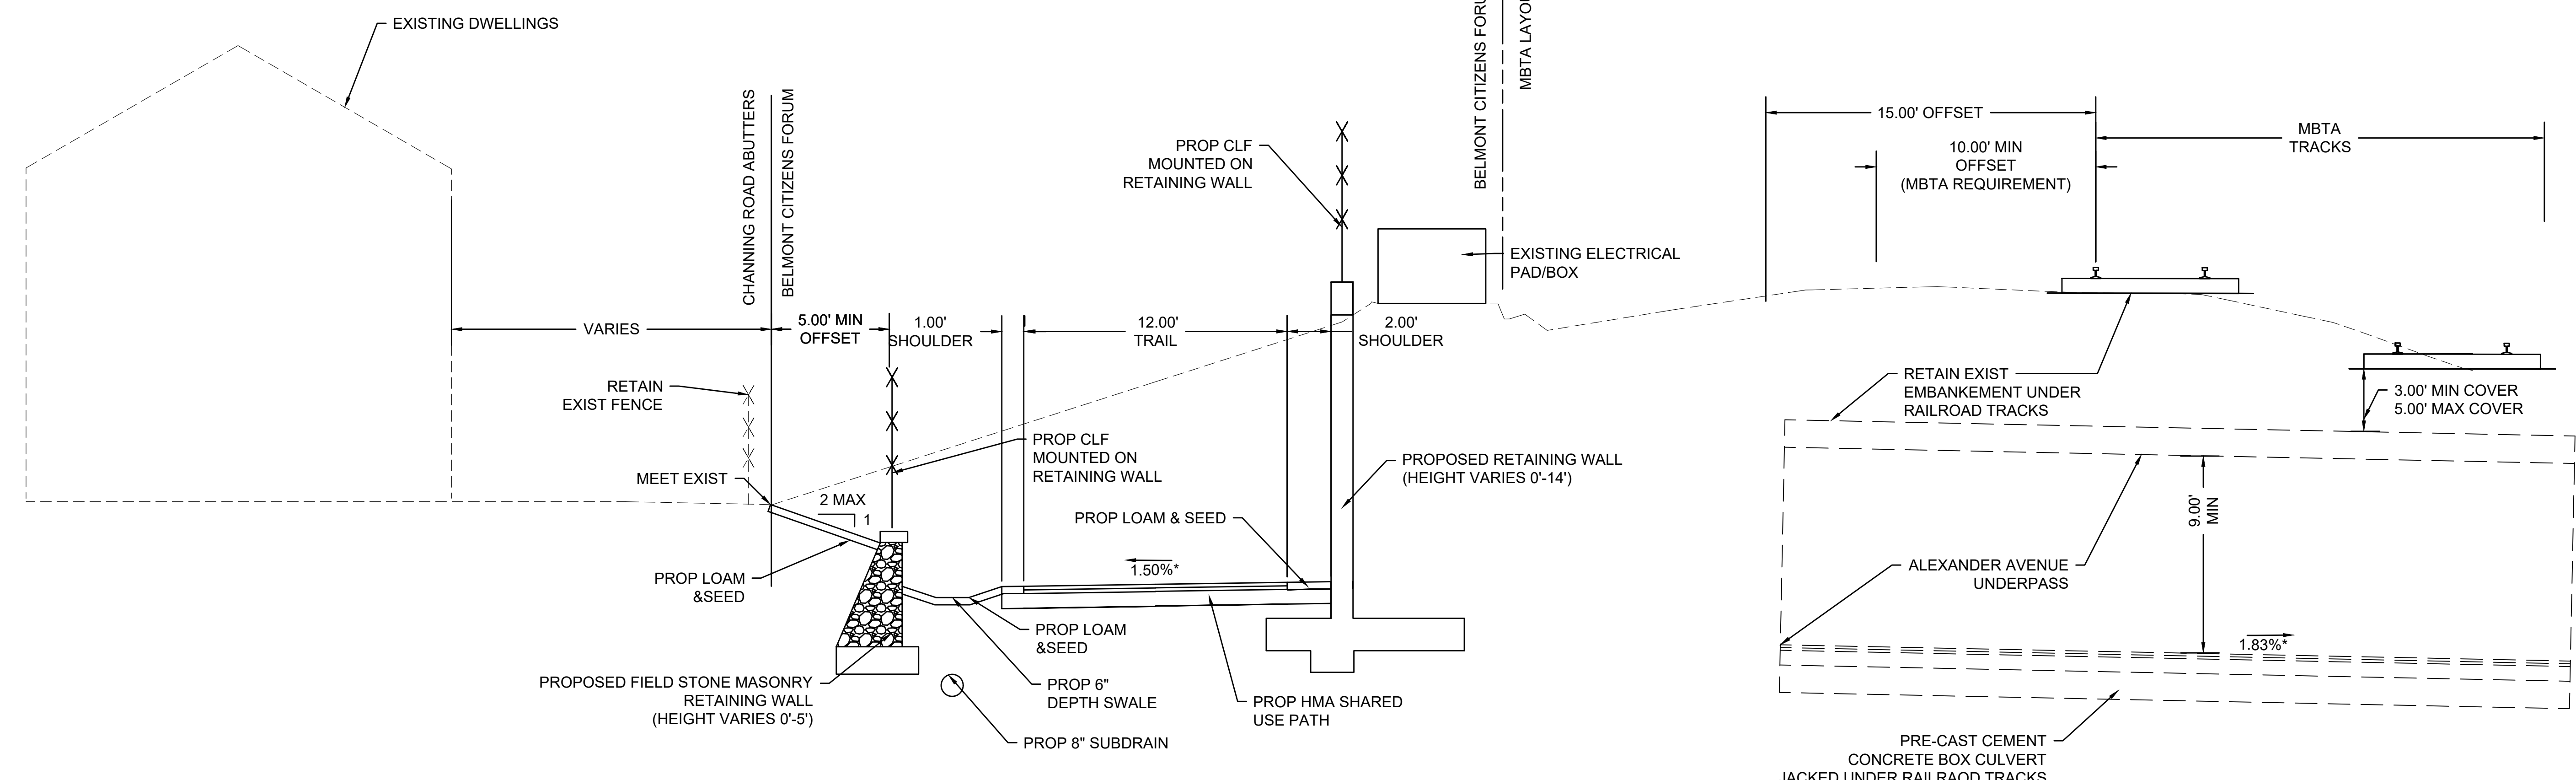 EXISTING DWELLINGS
CHANNING ROAD ABUTTERS
BELMONT CITIZENS FORUM
VARIES
5.00' MIN
OFFSET
1.00'
SHOULDER
12.00'
TRAIL
2.00'
SHOULDER
RETAIN
EXIST FENCE
MEET EXIST
2 MAX
1
PROP LOAM
&SEED
PROPOSED FIELD STONE MASONRY
RETAINING WALL
(HEIGHT VARIES 0'-5')
PROP CLF
MOUNTED ON
RETAINING WALL
PROP LOAM & SEED
1.50%*
PROP LOAM
&SEED
PROP 6"
DEPTH SWALE
PROP 8" SUBDRAIN
PROP HMA SHARED
USE PATH
PROP CLF
MOUNTED ON
RETAINING WALL
PROPOSED RETAINING WALL
(HEIGHT VARIES 0'-14')
EXISTING ELECTRICAL
PAD/BOX
BELMONT CITIZENS FORU
MBTA LAYOU
15.00' OFFSET
10.00' MIN
OFFSET
(MBTA REQUIREMENT)
MBTA
TRACKS
RETAIN EXIST
EMBANKEMENT UNDER
RAILROAD TRACKS
3.00' MIN COVER
5.00' MAX COVER
9.00'
MIN
ALEXANDER AVENUE
UNDERPASS
1.83%*
PRE-CAST CEMENT
CONCRETE BOX CULVERT
JACKED UNDER RAILRAOD TRACKS